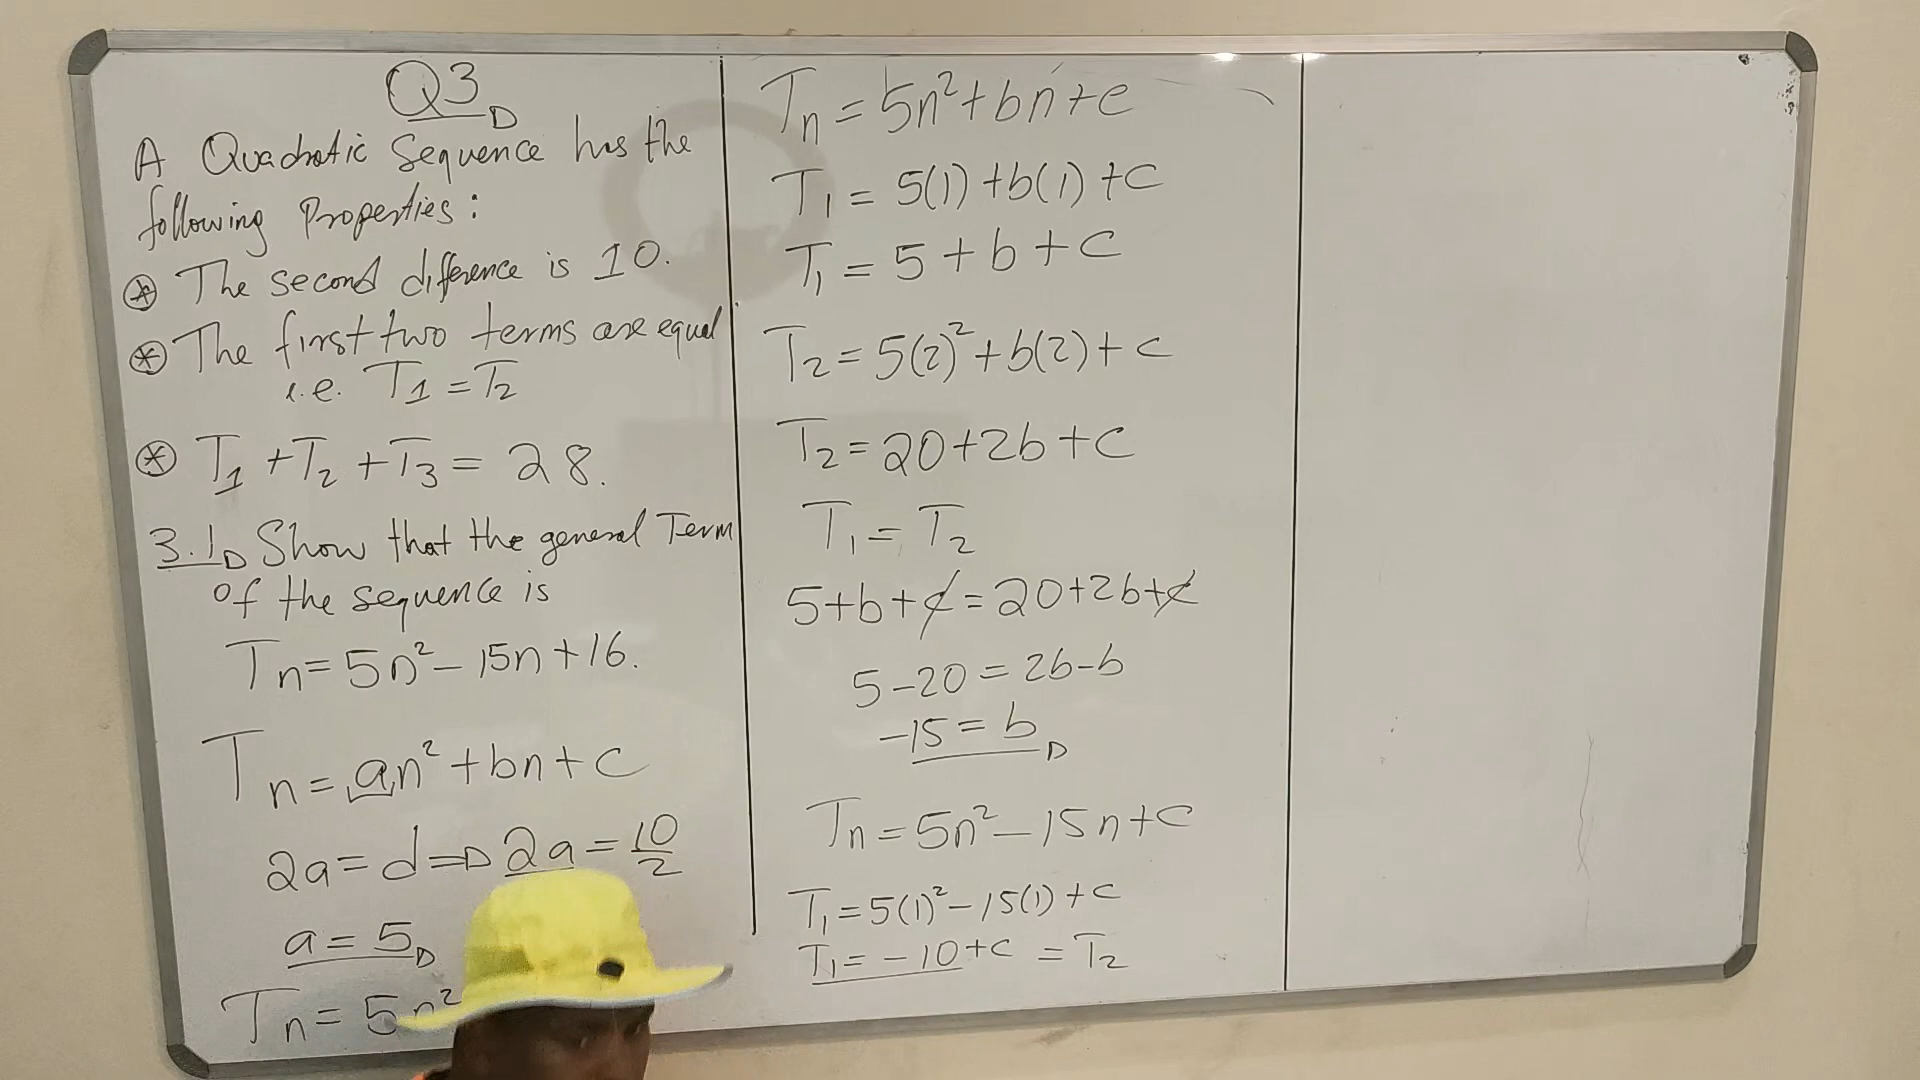 Q3
A Quadratic Sequence has the
following Properties:
⊛ The second difference is 10.
⊛ The first two terms are equal
i.e. T₁ = T₂
⊛ T₁ + T₂ + T₃ = 28.
3.1 Show that the general Term
of the sequence is
Tn = 5n² – 15n + 16.
Tn = an² + bn + c
2a = d ⇒ 2a = 10/2
a = 5
Tn = 5n²
Tn = 5n² + bn + c
T₁ = 5(1) + b(1) + c
T₁ = 5 + b + c
T₂ = 5(2)² + b(2) + c
T₂ = 20 + 2b + c
T₁ = T₂
5 + b + c = 20 + 2b + c
5 – 20 = 2b – b
–15 = b
Tn = 5n² – 15n + c
T₁ = 5(1)² – 15(1) + c
T₁ = –10 + c = T₂